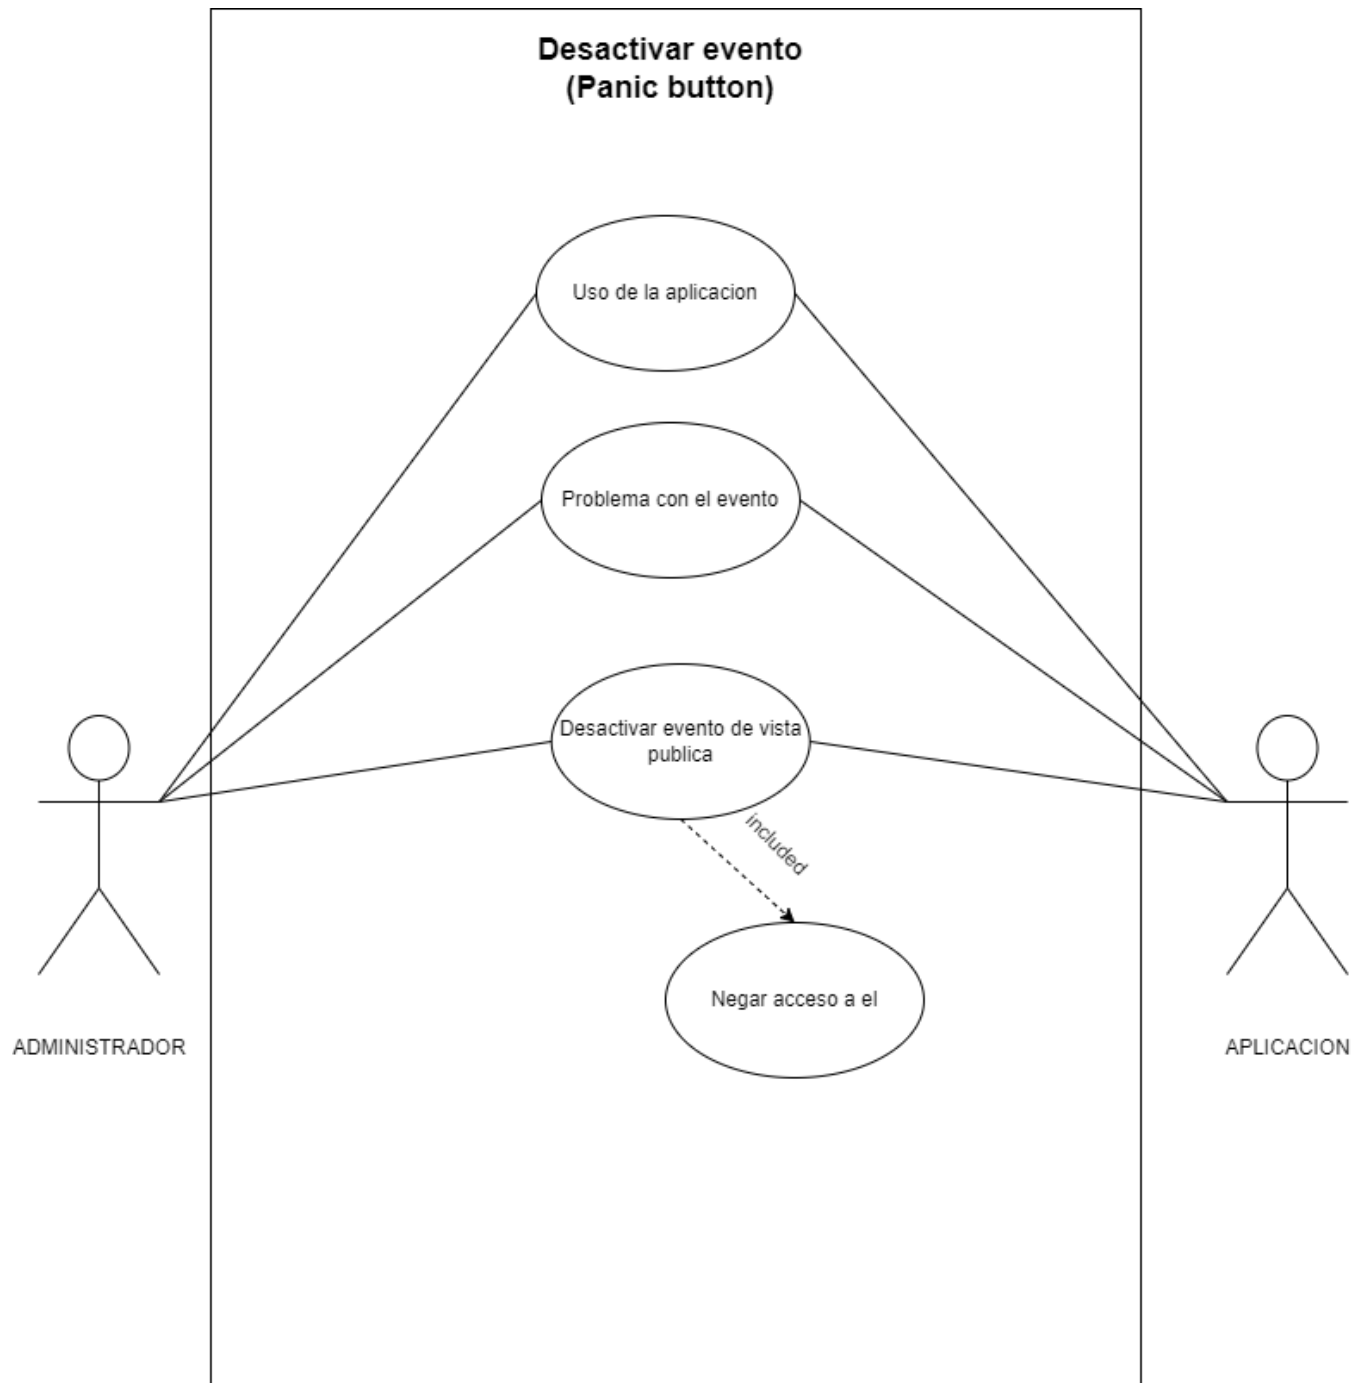 Desactivar evento
(Panic button)
Uso de la aplicacion
Problema con el evento
Desactivar evento de vista
publica
included
Negar acceso a el
ADMINISTRADOR
APLICACION